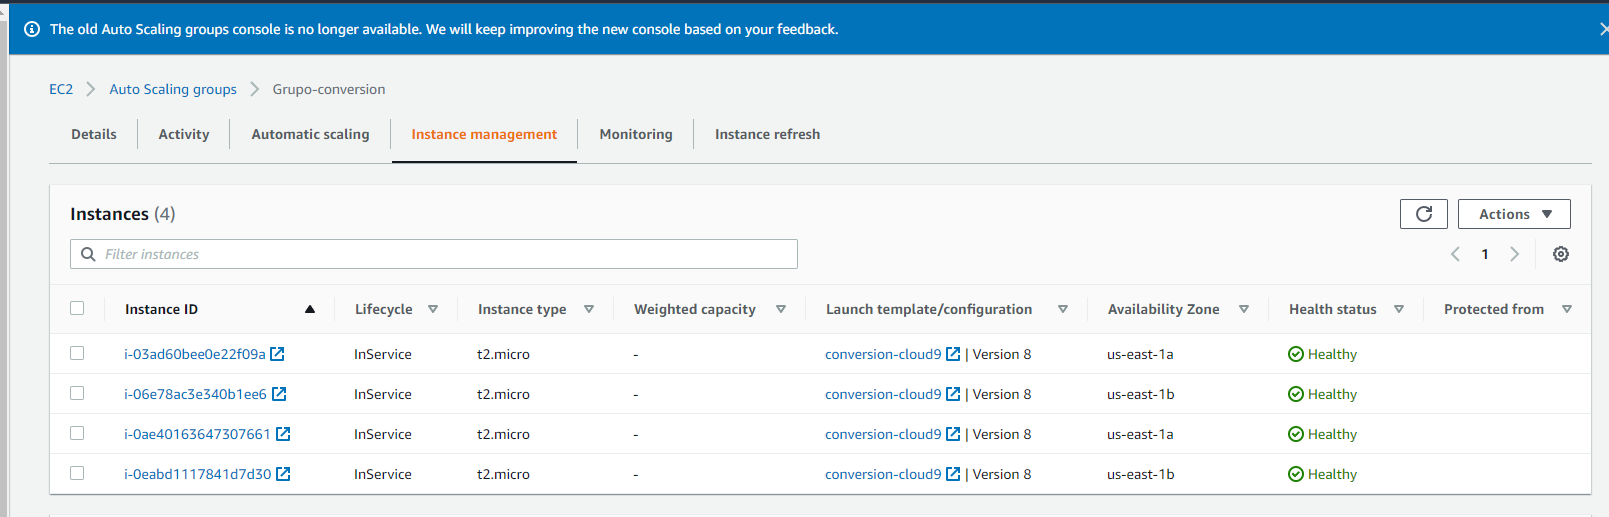 The old Auto Scaling groups console is no longer available. We will keep improving the new console based on your feedback.
EC2 > Auto Scaling groups > Grupo-conversion
Details Activity Automatic scaling Instance management Monitoring Instance refresh
Instances (4)
Actions
Filter instances
1
Instance ID Lifecycle Instance type Weighted capacity Launch template/configuration Availability Zone Health status Protected from
i-03ad60bee0e22f09a InService t2.micro - conversion-cloud9 | Version 8 us-east-1a Healthy
i-06e78ac3e340b1ee6 InService t2.micro - conversion-cloud9 | Version 8 us-east-1b Healthy
i-0ae40163647307661 InService t2.micro - conversion-cloud9 | Version 8 us-east-1a Healthy
i-0eabd1117841d7d30 InService t2.micro - conversion-cloud9 | Version 8 us-east-1b Healthy